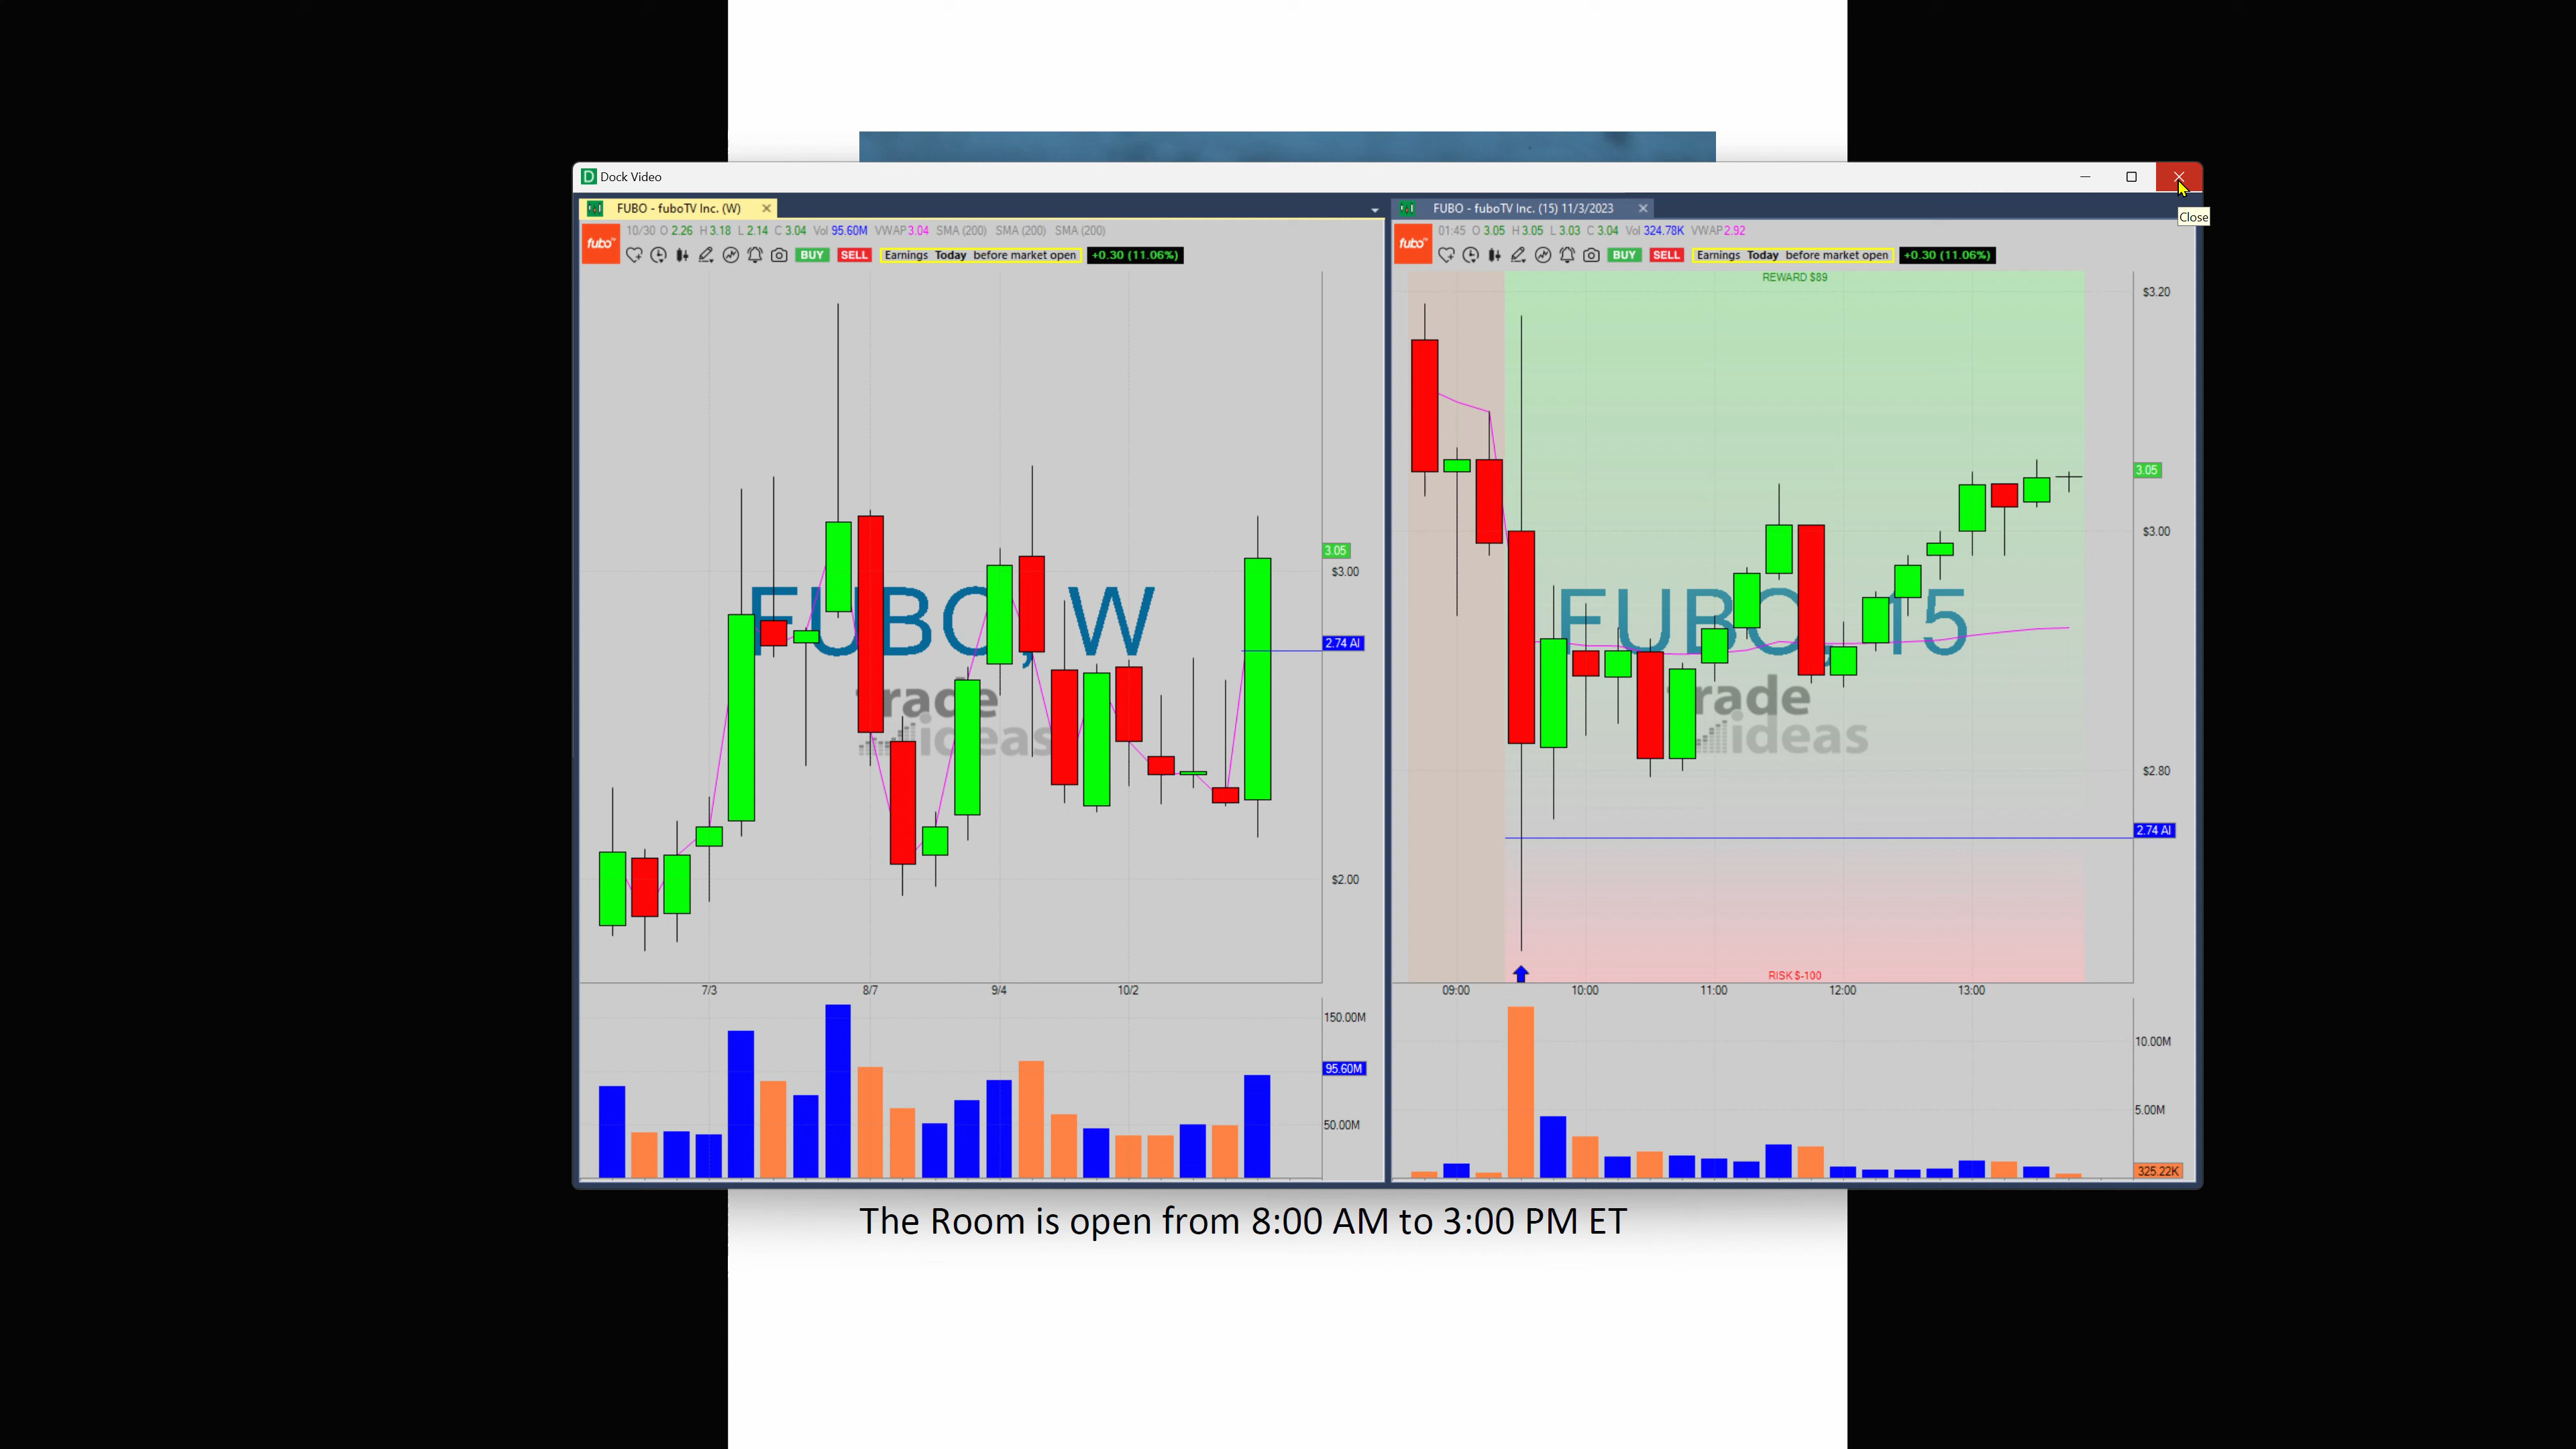 Dock Video
FUBO - fuboTV Inc. (W)
fubo
10/30 O 2.26 H 3.18 L 2.14 C 3.04 Vol 95.60M VWAP 3.04 SMA (200) SMA (200) SMA (200)
BUY SELL Earnings Today before market open +0.30 (11.06%)
FUBO, W
trade
ideas
3.05
$3.00
2.74 AI
$2.00
7/3 8/7 9/4 10/2
150.00M
95.60M
50.00M
FUBO - fuboTV Inc. (15) 11/3/2023
Close
fubo
01:45 O 3.05 H 3.05 L 3.03 C 3.04 Vol 324.78K VWAP 2.92
BUY SELL Earnings Today before market open +0.30 (11.06%)
REWARD $89
$3.20
3.05
$3.00
FUBO, 15
trade
ideas
$2.80
2.74 AI
RISK $-100
09:00 10:00 11:00 12:00 13:00
10.00M
5.00M
325.22K
The Room is open from 8:00 AM to 3:00 PM ET